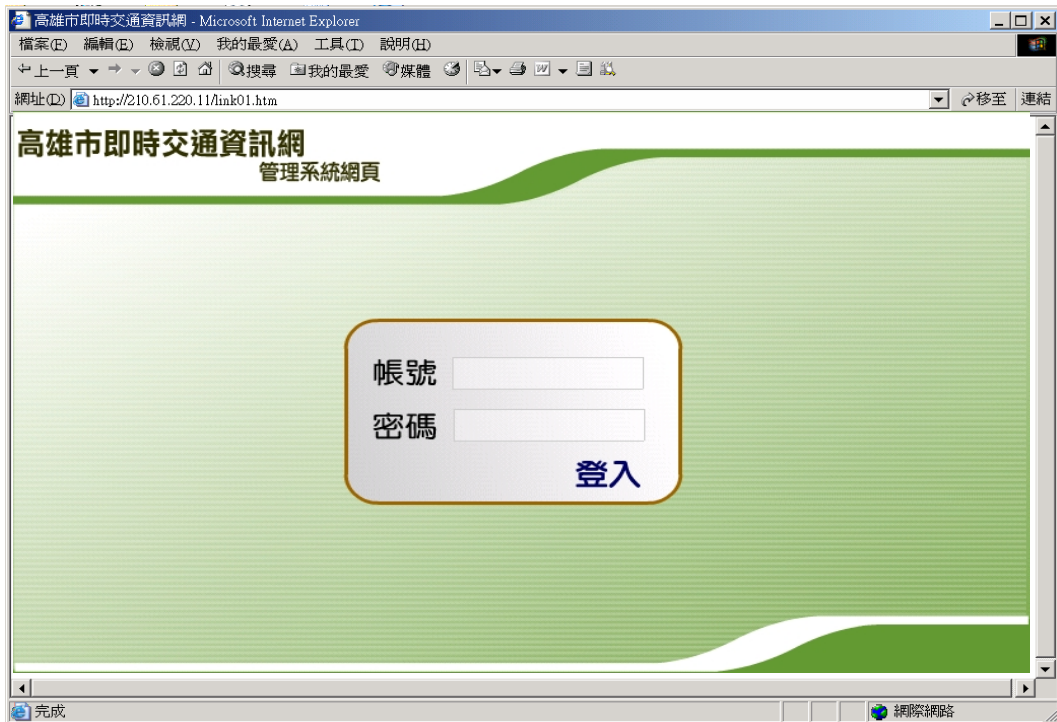 高雄市即時交通資訊網 - Microsoft Internet Explorer
檔案(F) 編輯(E) 檢視(V) 我的最愛(A) 工具(T) 說明(H)
上一頁 搜尋 我的最愛 媒體
網址(D) http://210.61.220.11/link01.htm 移至 連結
高雄市即時交通資訊網
管理系統網頁
帳號
密碼
登入
完成 網際網路